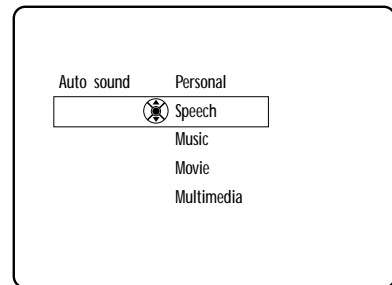 Auto sound Personal
Speech
Music
Movie
Multimedia